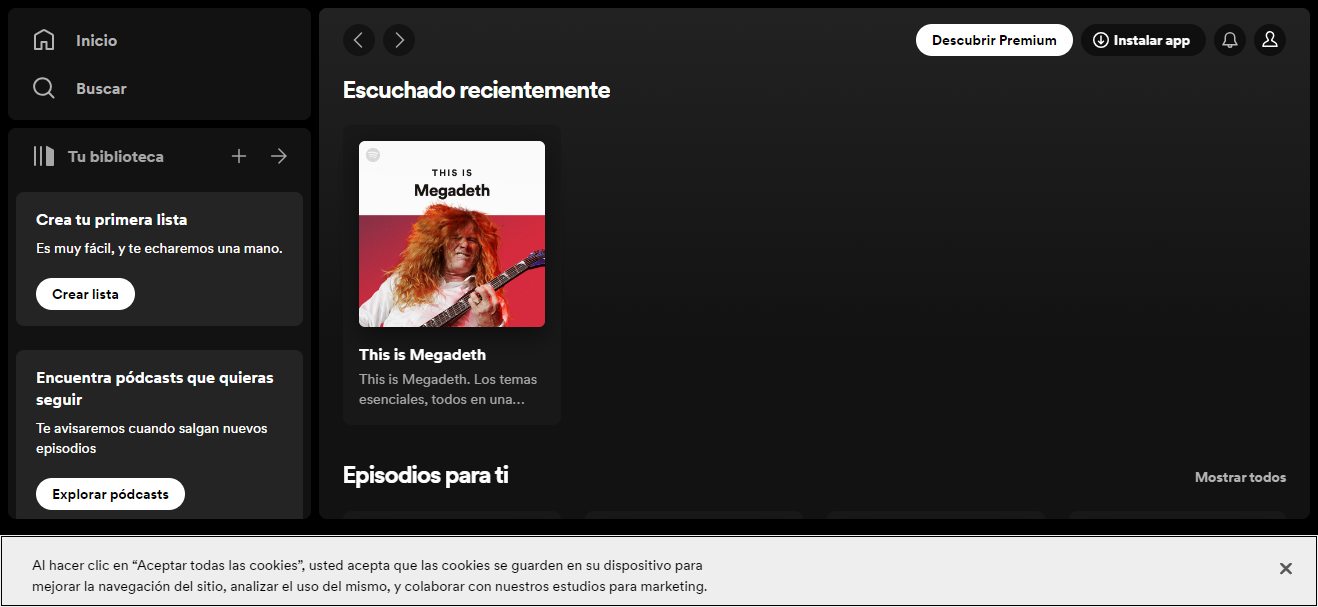 Inicio
Buscar
Tu biblioteca
Crea tu primera lista
Es muy fácil, y te echaremos una mano.
Crear lista
Encuentra pódcasts que quieras
seguir
Te avisaremos cuando salgan nuevos
episodios
Explorar pódcasts
Descubrir Premium
Instalar app
Escuchado recientemente
THIS IS
Megadeth
This is Megadeth
This is Megadeth. Los temas
esenciales, todos en una...
Episodios para ti
Mostrar todos
Al hacer clic en “Aceptar todas las cookies”, usted acepta que las cookies se guarden en su dispositivo para
mejorar la navegación del sitio, analizar el uso del mismo, y colaborar con nuestros estudios para marketing.